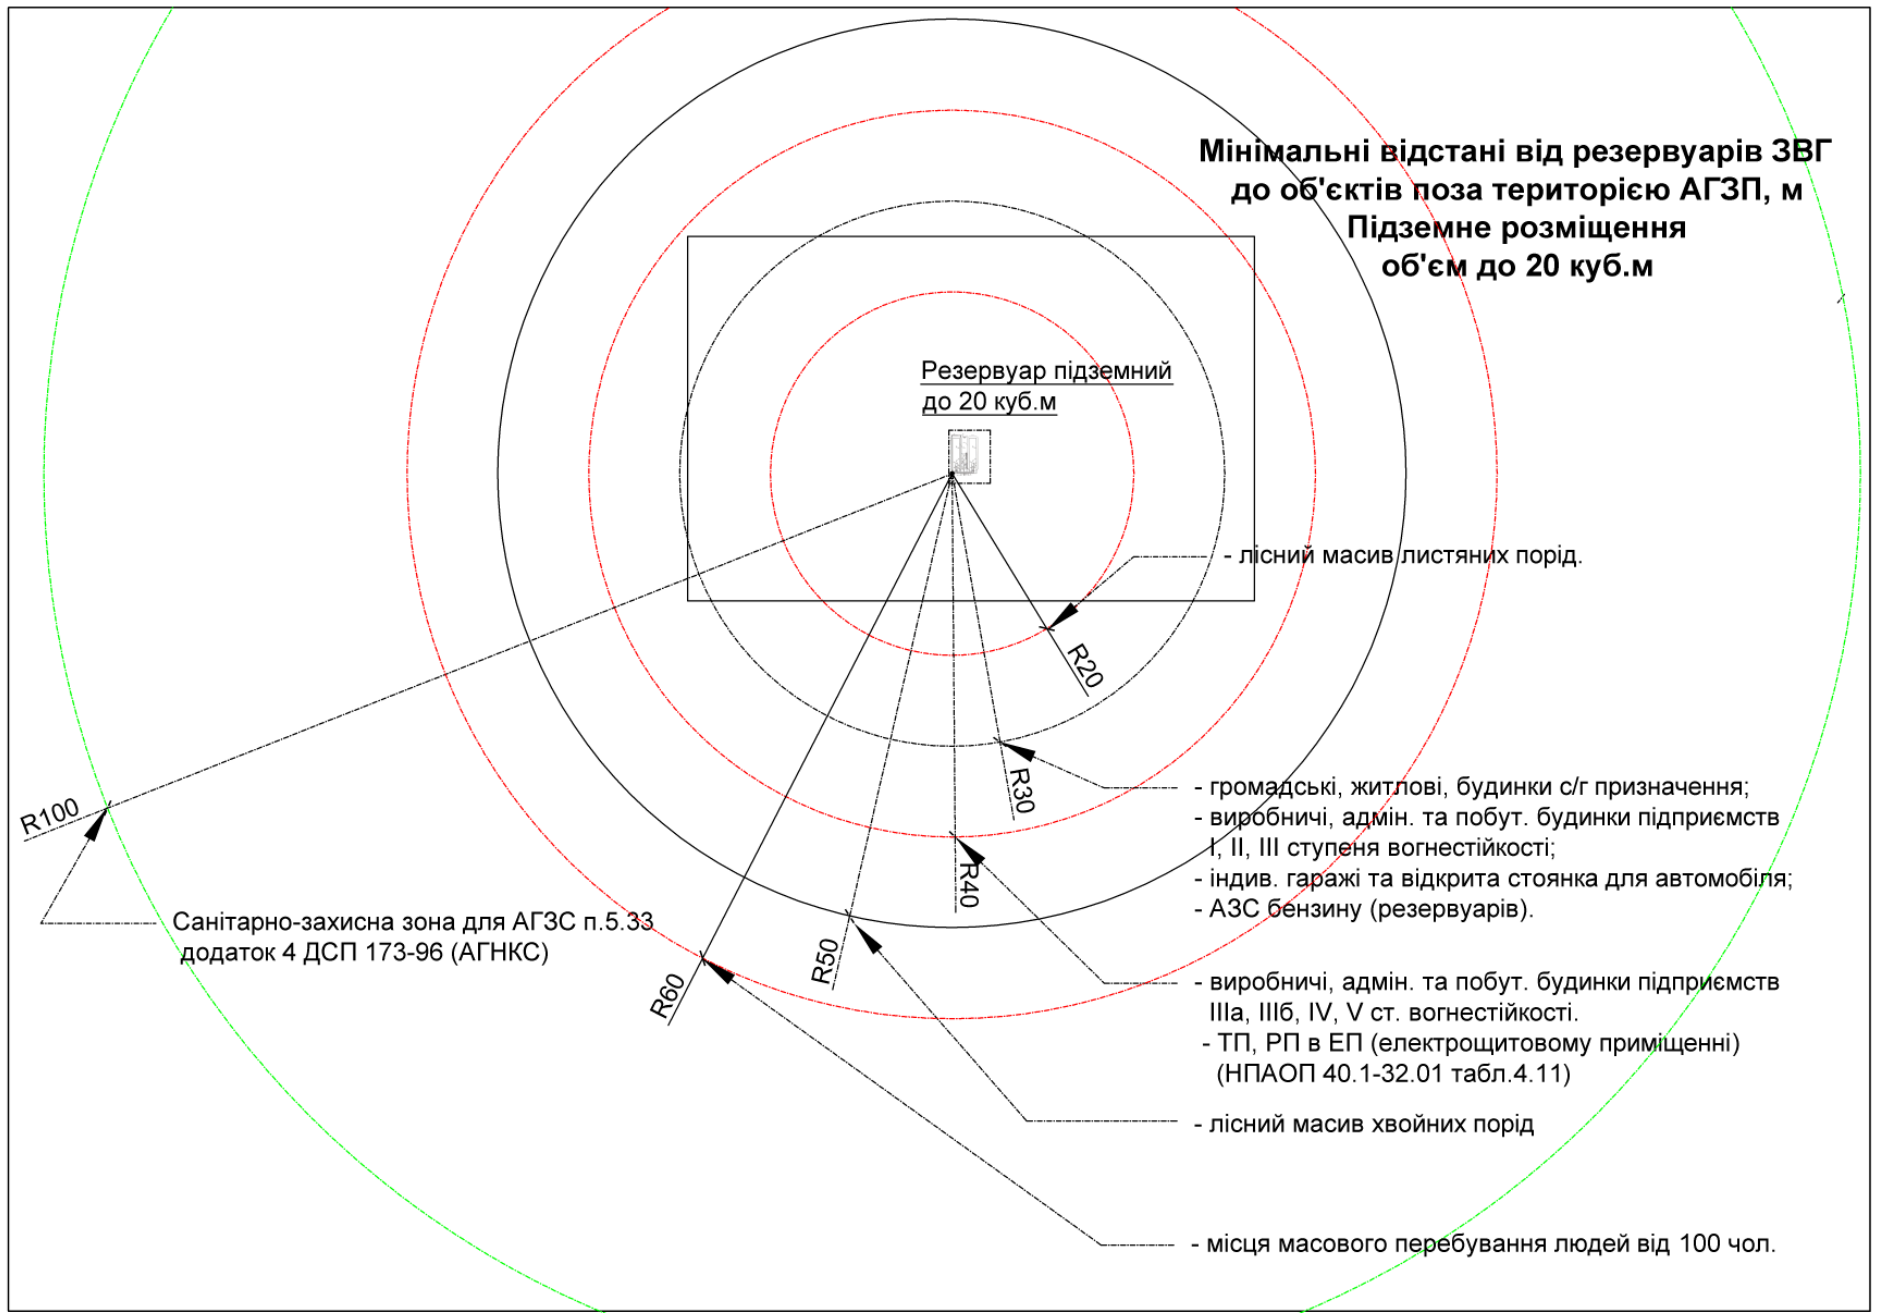 Мінімальні відстані від резервуарів ЗВГ
до об'єктів поза територією АГЗП, м
Підземне розміщення
об'єм до 20 куб.м
Резервуар підземний
до 20 куб.м
- лісний масив листяних порід.
R20
R30
R40
R50
R60
R100
- громадські, житлові, будинки с/г призначення;
- виробничі, адмін. та побут. будинки підприємств
I, II, III ступеня вогнестійкості;
- індив. гаражі та відкрита стоянка для автомобіля;
- АЗС бензину (резервуарів).
Санітарно-захисна зона для АГЗС п.5.33
додаток 4 ДСП 173-96 (АГНКС)
- виробничі, адмін. та побут. будинки підприємств
IIIa, IIIб, IV, V ст. вогнестійкості.
- ТП, РП в ЕП (електрощитовому приміщенні)
(НПАОП 40.1-32.01 табл.4.11)
- лісний масив хвойних порід
- місця масового перебування людей від 100 чол.